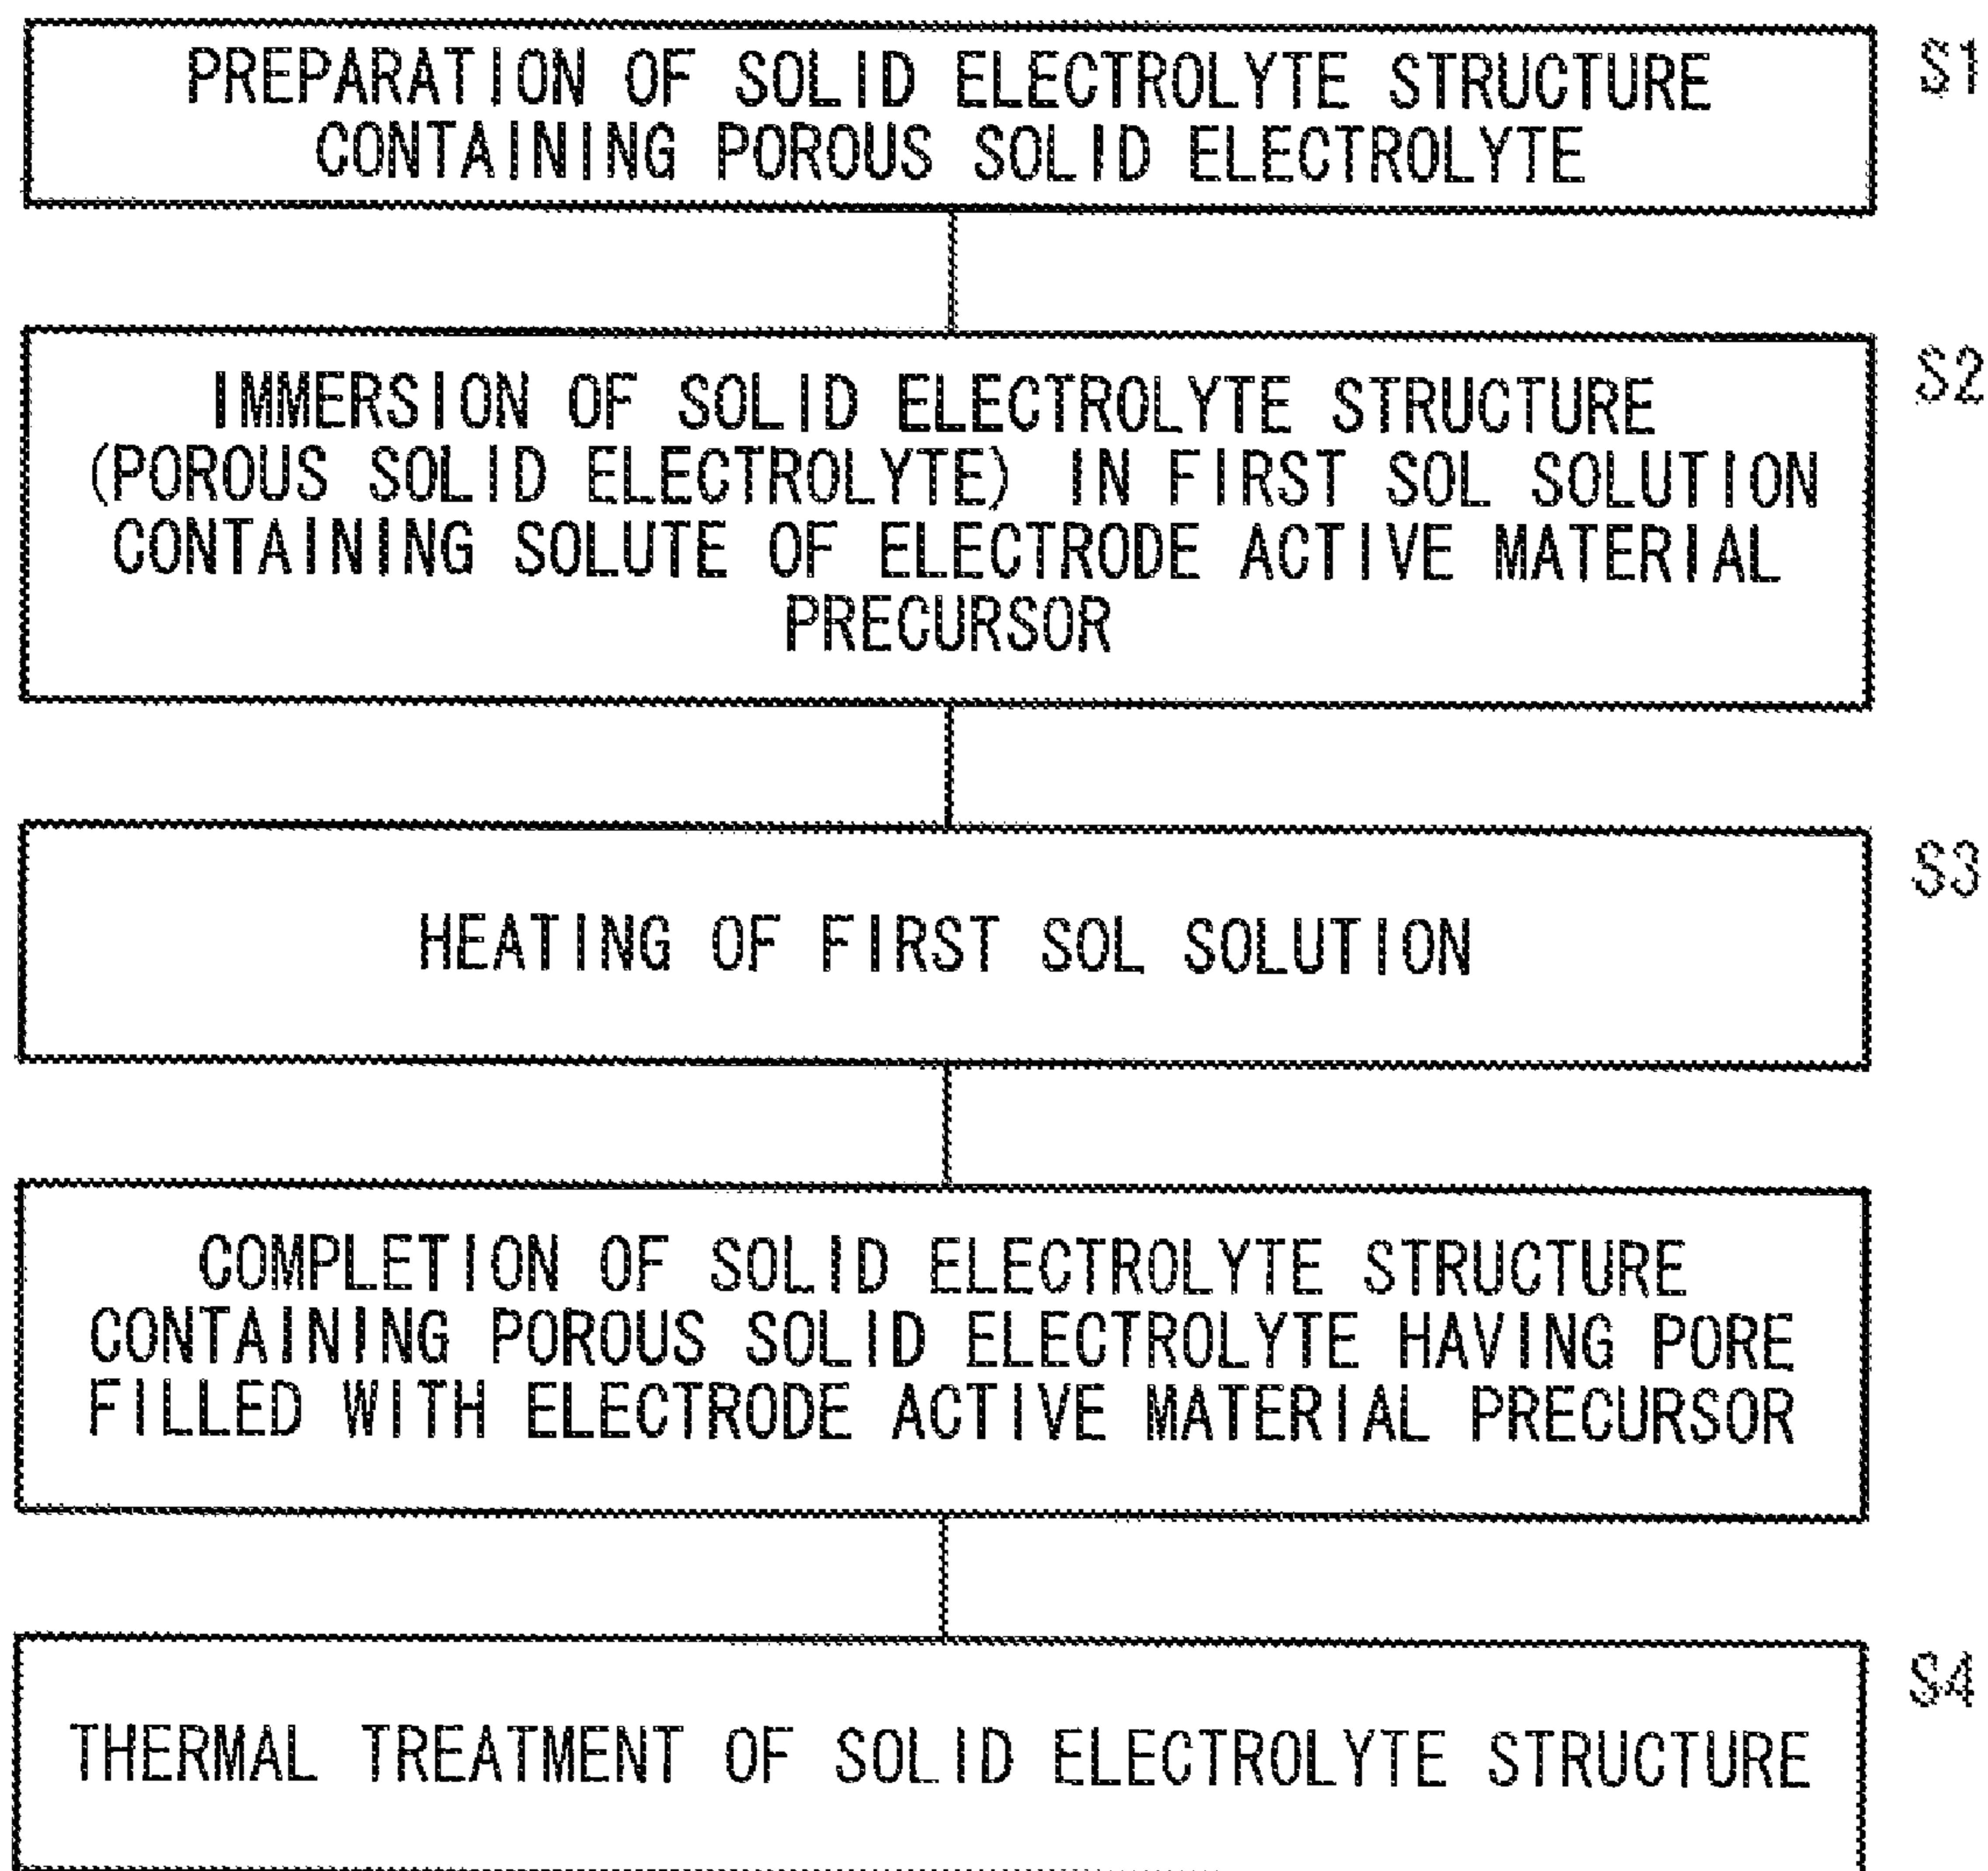 PREPARATION OF SOLID ELECTROLYTE STRUCTURE
CONTAINING POROUS SOLID ELECTROLYTE
S1
IMMERSION OF SOLID ELECTROLYTE STRUCTURE
(POROUS SOLID ELECTROLYTE) IN FIRST SOL SOLUTION
CONTAINING SOLUTE OF ELECTRODE ACTIVE MATERIAL
PRECURSOR
S2
HEATING OF FIRST SOL SOLUTION
S3
COMPLETION OF SOLID ELECTROLYTE STRUCTURE
CONTAINING POROUS SOLID ELECTROLYTE HAVING PORE
FILLED WITH ELECTRODE ACTIVE MATERIAL PRECURSOR
THERMAL TREATMENT OF SOLID ELECTROLYTE STRUCTURE
S4